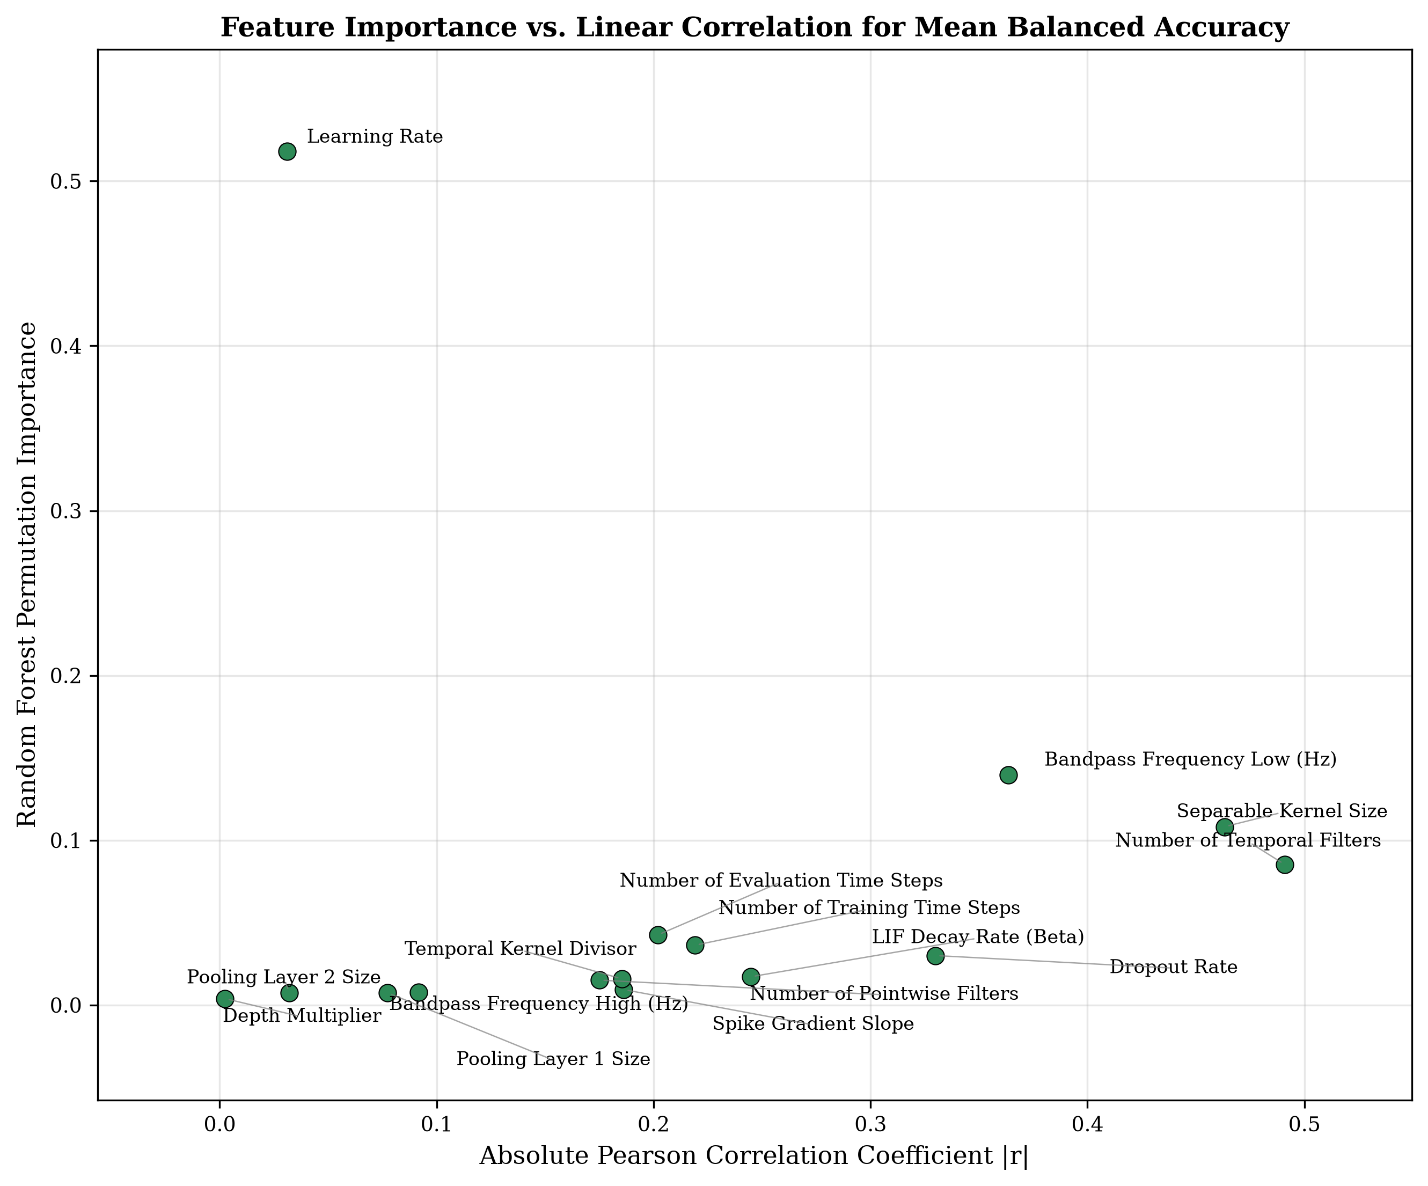 Feature Importance vs. Linear Correlation for Mean Balanced Accuracy
Random Forest Permutation Importance
0.5
0.4
0.3
0.2
0.1
0.0
Learning Rate
Bandpass Frequency Low (Hz)
Separable Kernel Size
Number of Temporal Filters
Number of Evaluation Time Steps
Number of Training Time Steps
LIF Decay Rate (Beta)
Temporal Kernel Divisor
Dropout Rate
Pooling Layer 2 Size
Number of Pointwise Filters
Bandpass Frequency High (Hz)
Depth Multiplier
Spike Gradient Slope
Pooling Layer 1 Size
0.0
0.1
0.2
0.3
0.4
0.5
Absolute Pearson Correlation Coefficient |r|